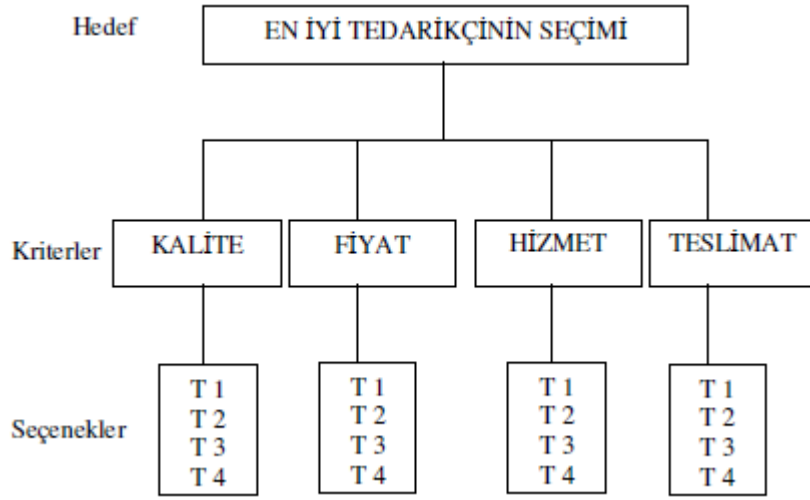 Hedef
EN İYİ TEDARİKÇİNİN SEÇİMİ
Kriterler
KALİTE
FİYAT
HİZMET
TESLİMAT
Seçenekler
T 1
T 2
T 3
T 4
T 1
T 2
T 3
T 4
T 1
T 2
T 3
T 4
T 1
T 2
T 3
T 4